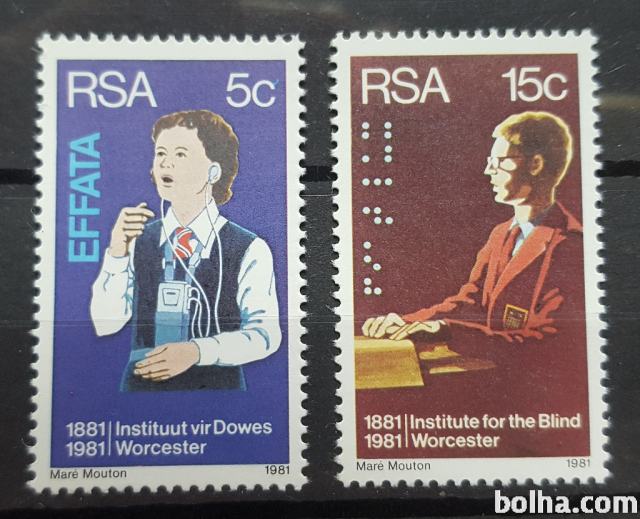 RSA 5c
EFFATA
1881 Instituut vir Dowes
1981 Worcester
Maré Mouton 1981
RSA 15c
1881 Institute for the Blind
1981 Worcester
Maré Mouton 1981
bolha.com